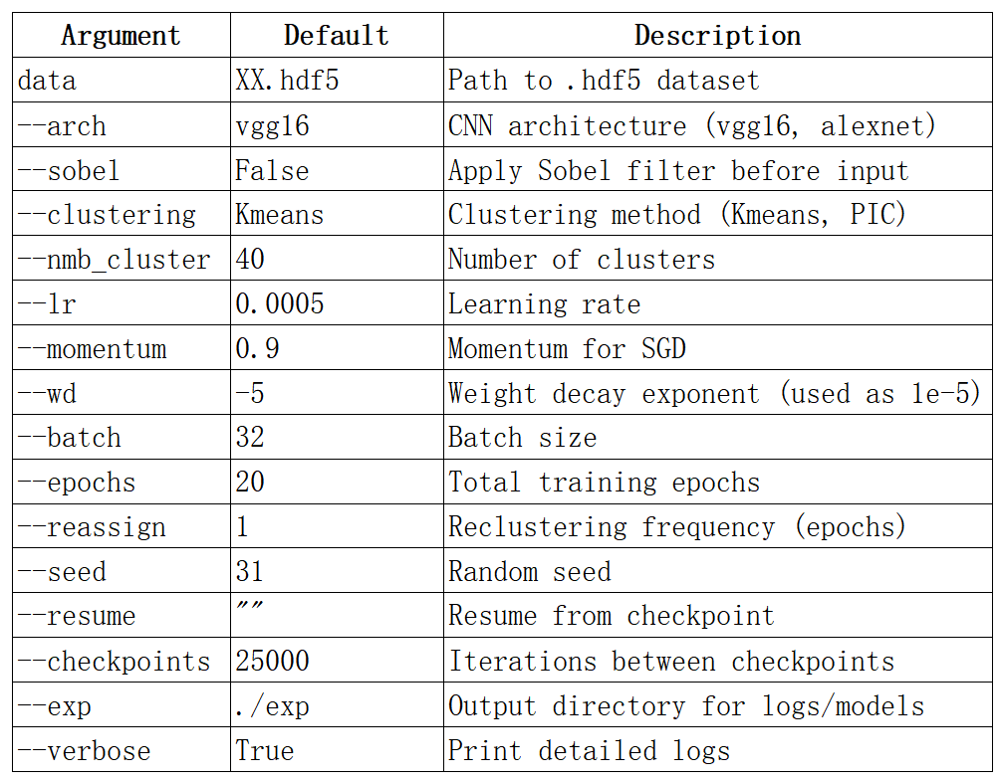 Argument Default Description
data XX.hdf5 Path to .hdf5 dataset
--arch vgg16 CNN architecture (vgg16, alexnet)
--sobel False Apply Sobel filter before input
--clustering Kmeans Clustering method (Kmeans, PIC)
--nmb_cluster 40 Number of clusters
--lr 0.0005 Learning rate
--momentum 0.9 Momentum for SGD
--wd -5 Weight decay exponent (used as 1e-5)
--batch 32 Batch size
--epochs 20 Total training epochs
--reassign 1 Reclustering frequency (epochs)
--seed 31 Random seed
--resume "" Resume from checkpoint
--checkpoints 25000 Iterations between checkpoints
--exp ./exp Output directory for logs/models
--verbose True Print detailed logs